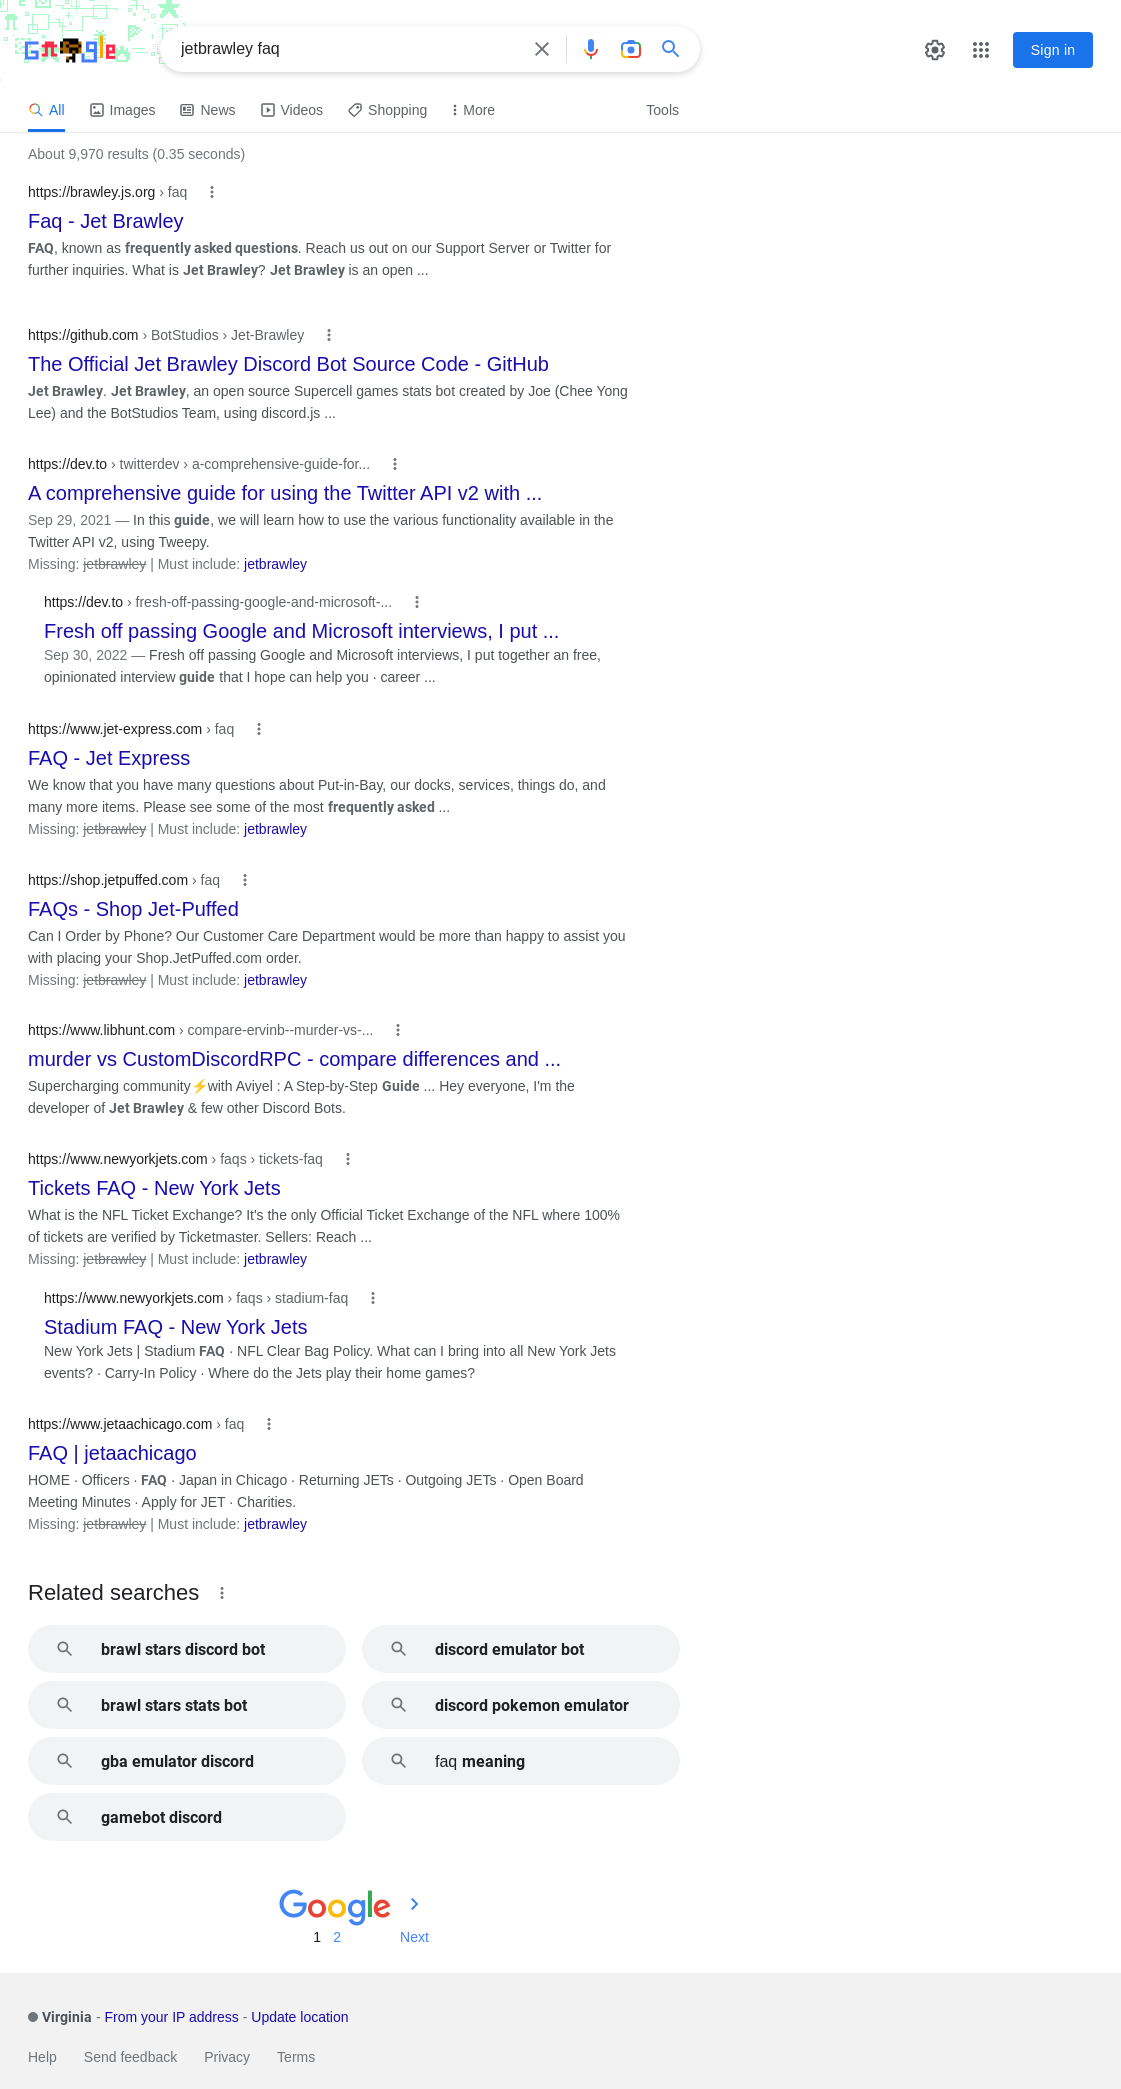 Google
jetbrawley faq
Sign in
All Images News Videos Shopping More Tools
About 9,970 results (0.35 seconds)
https://brawley.js.org › faq
Faq - Jet Brawley
FAQ, known as frequently asked questions. Reach us out on our Support Server or Twitter for
further inquiries. What is Jet Brawley? Jet Brawley is an open ...
https://github.com › BotStudios › Jet-Brawley
The Official Jet Brawley Discord Bot Source Code - GitHub
Jet Brawley. Jet Brawley, an open source Supercell games stats bot created by Joe (Chee Yong
Lee) and the BotStudios Team, using discord.js ...
https://dev.to › twitterdev › a-comprehensive-guide-for...
A comprehensive guide for using the Twitter API v2 with ...
Sep 29, 2021 — In this guide, we will learn how to use the various functionality available in the
Twitter API v2, using Tweepy.
Missing: jetbrawley | Must include: jetbrawley
https://dev.to › fresh-off-passing-google-and-microsoft-...
Fresh off passing Google and Microsoft interviews, I put ...
Sep 30, 2022 — Fresh off passing Google and Microsoft interviews, I put together an free,
opinionated interview guide that I hope can help you · career ...
https://www.jet-express.com › faq
FAQ - Jet Express
We know that you have many questions about Put-in-Bay, our docks, services, things do, and
many more items. Please see some of the most frequently asked ...
Missing: jetbrawley | Must include: jetbrawley
https://shop.jetpuffed.com › faq
FAQs - Shop Jet-Puffed
Can I Order by Phone? Our Customer Care Department would be more than happy to assist you
with placing your Shop.JetPuffed.com order.
Missing: jetbrawley | Must include: jetbrawley
https://www.libhunt.com › compare-ervinb--murder-vs-...
murder vs CustomDiscordRPC - compare differences and ...
Supercharging community⚡with Aviyel : A Step-by-Step Guide ... Hey everyone, I'm the
developer of Jet Brawley & few other Discord Bots.
https://www.newyorkjets.com › faqs › tickets-faq
Tickets FAQ - New York Jets
What is the NFL Ticket Exchange? It's the only Official Ticket Exchange of the NFL where 100%
of tickets are verified by Ticketmaster. Sellers: Reach ...
Missing: jetbrawley | Must include: jetbrawley
https://www.newyorkjets.com › faqs › stadium-faq
Stadium FAQ - New York Jets
New York Jets | Stadium FAQ · NFL Clear Bag Policy. What can I bring into all New York Jets
events? · Carry-In Policy · Where do the Jets play their home games?
https://www.jetaachicago.com › faq
FAQ | jetaachicago
HOME · Officers · FAQ · Japan in Chicago · Returning JETs · Outgoing JETs · Open Board
Meeting Minutes · Apply for JET · Charities.
Missing: jetbrawley | Must include: jetbrawley
Related searches
brawl stars discord bot discord emulator bot
brawl stars stats bot discord pokemon emulator
gba emulator discord faq meaning
gamebot discord
Google
1 2 Next
Virginia - From your IP address - Update location
Help Send feedback Privacy Terms